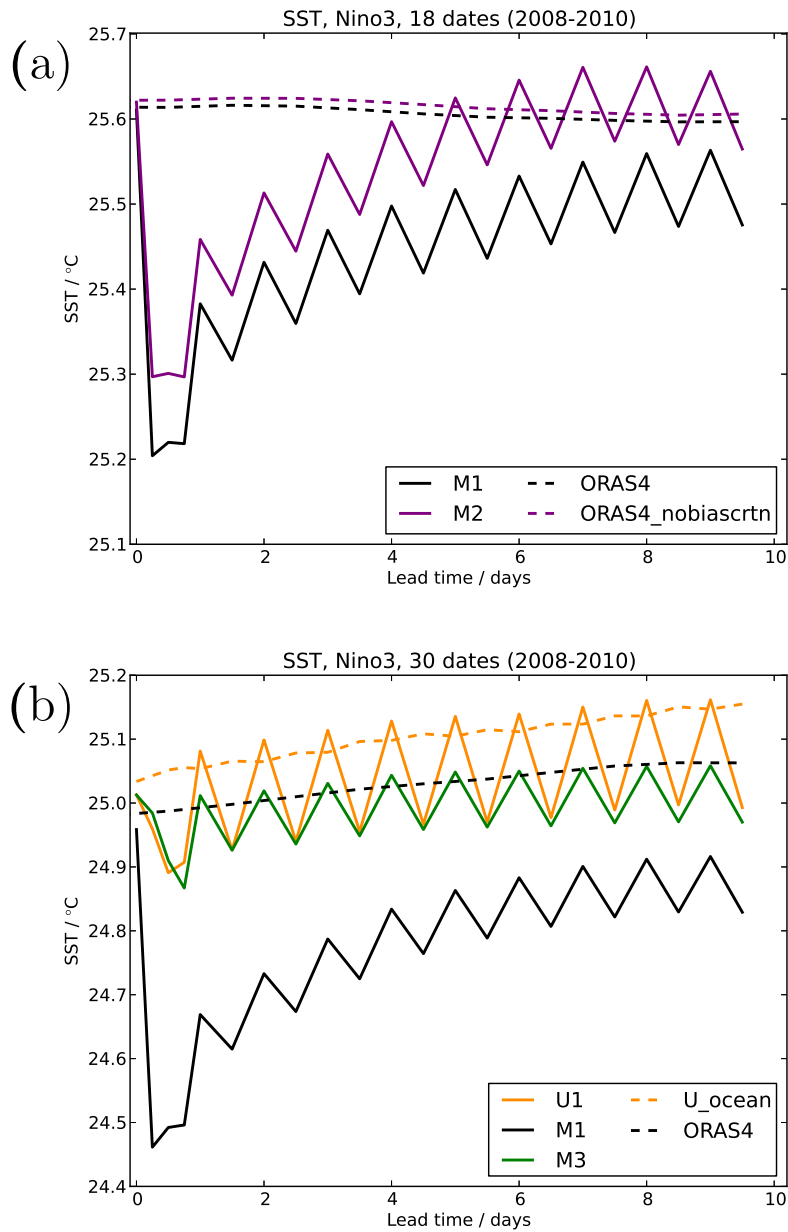 (a)
SST, Nino3, 18 dates (2008-2010)
25.7
25.6
25.5
25.4
25.3
25.2
25.1
SST / °C
M1
ORAS4
M2
ORAS4_nobiascrtn
0 2 4 6 8 10
Lead time / days
(b)
SST, Nino3, 30 dates (2008-2010)
25.2
25.1
25.0
24.9
24.8
24.7
24.6
24.5
24.4
SST / °C
U1
U_ocean
M1
ORAS4
M3
0 2 4 6 8 10
Lead time / days